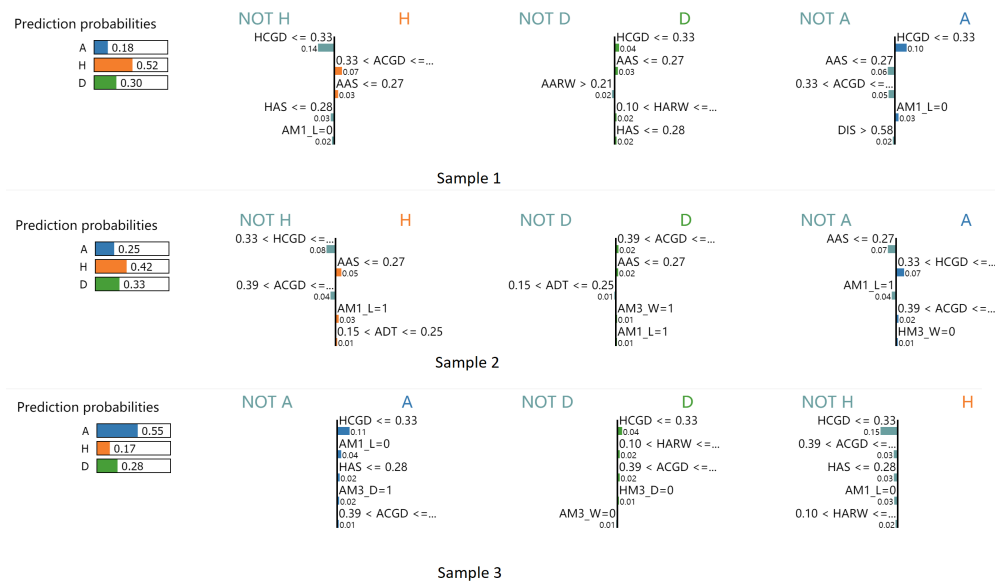 Prediction probabilities
A 0.18
H 0.52
D 0.30
NOT H H
HCGD <= 0.33
0.14
0.33 < ACGD <=...
0.07
AAS <= 0.27
0.03
HAS <= 0.28
0.03
AM1_L=0
0.02
NOT D D
HCGD <= 0.33
0.04
AAS <= 0.27
0.03
AARW > 0.21
0.02
0.10 < HARW <=...
0.02
HAS <= 0.28
0.02
NOT A A
HCGD <= 0.33
0.10
AAS <= 0.27
0.06
0.33 < ACGD <=...
0.05
AM1_L=0
0.03
DIS > 0.58
0.02
Sample 1
Prediction probabilities
A 0.25
H 0.42
D 0.33
NOT H H
0.33 < HCGD <=...
0.08
AAS <= 0.27
0.05
0.39 < ACGD <=...
0.04
AM1_L=1
0.03
0.15 < ADT <= 0.25
0.01
NOT D D
0.39 < ACGD <=...
0.02
AAS <= 0.27
0.02
0.15 < ADT <= 0.25
0.01
AM3_W=1
0.01
AM1_L=1
0.01
NOT A A
AAS <= 0.27
0.07
0.33 < HCGD <=...
0.07
AM1_L=1
0.04
0.39 < ACGD <=...
0.02
HM3_W=0
0.01
Sample 2
Prediction probabilities
A 0.55
H 0.17
D 0.28
NOT A A
HCGD <= 0.33
0.11
AM1_L=0
0.04
HAS <= 0.28
0.02
AM3_D=1
0.02
0.39 < ACGD <=...
0.01
NOT D D
HCGD <= 0.33
0.04
0.10 < HARW <=...
0.02
0.39 < ACGD <=...
0.02
HM3_D=0
0.01
AM3_W=0
0.01
NOT H H
HCGD <= 0.33
0.15
0.39 < ACGD <=...
0.03
HAS <= 0.28
0.03
AM1_L=0
0.03
0.10 < HARW <=...
0.02
Sample 3